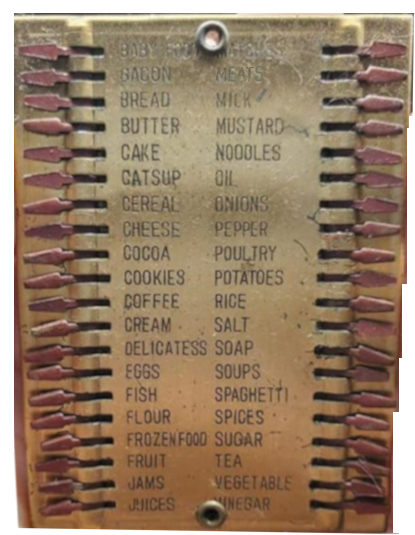 BABY FOOD MATCHES
BACON MEATS
BREAD MILK
BUTTER MUSTARD
CAKE NOODLES
CATSUP OIL
CEREAL ONIONS
CHEESE PEPPER
COCOA POULTRY
COOKIES POTATOES
COFFEE RICE
CREAM SALT
DELICATESS SOAP
EGGS SOUPS
FISH SPAGHETTI
FLOUR SPICES
FROZEN FOOD SUGAR
FRUIT TEA
JAMS VEGETABLE
JUICES VINEGAR